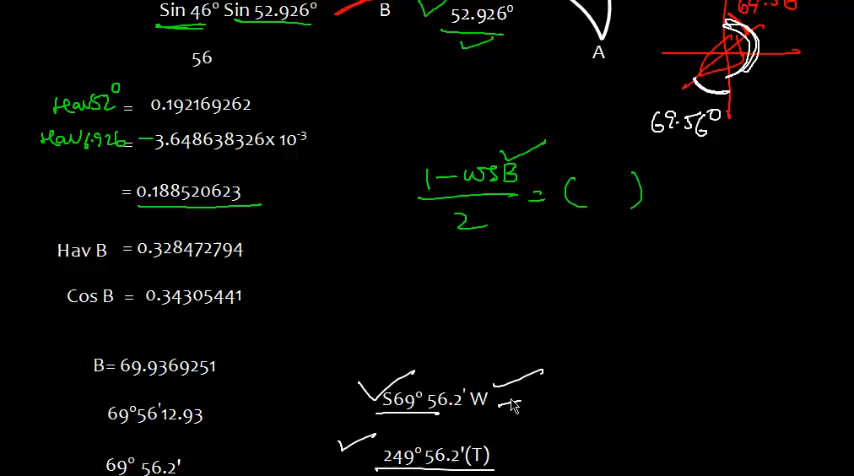 Sin 46° Sin 52.926°
B
52.926°
A
56
Hav52° = 0.192169262
Hav6.926 = -3.648638326x 10⁻³
= 0.188520623
69.56°
1 - cosB
2
= ( )
Hav B = 0.328472794
Cos B = 0.34305441
B= 69.9369251
69°56'12.93
69° 56.2'
S69° 56.2' W
249° 56.2'(T)